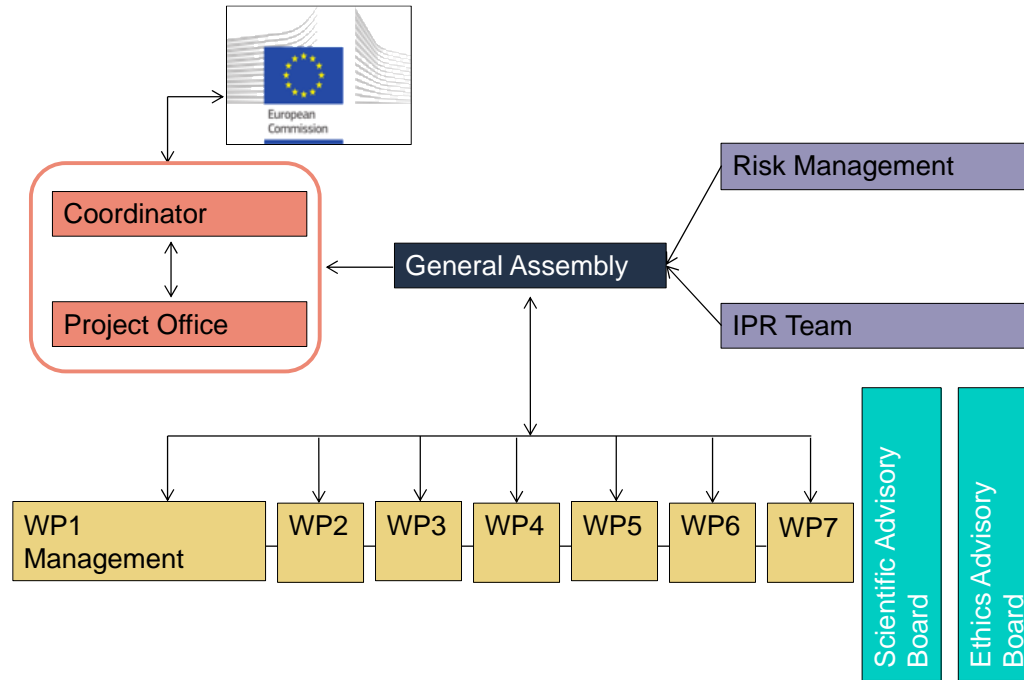 European
Commission
Coordinator
Project Office
General Assembly
Risk Management
IPR Team
WP1
Management
WP2
WP3
WP4
WP5
WP6
WP7
Scientific Advisory
Board
Ethics Advisory
Board